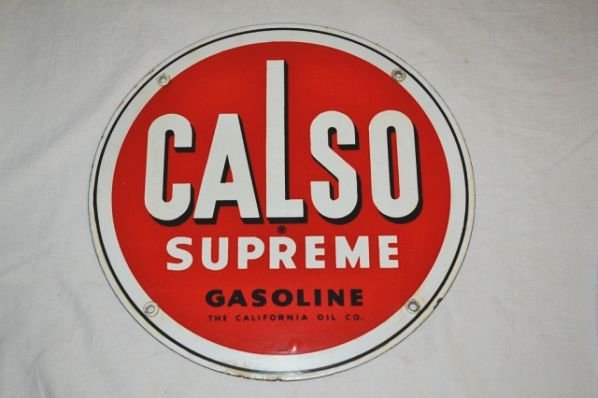 CALSO
®
SUPREME
GASOLINE
THE CALIFORNIA OIL CO.